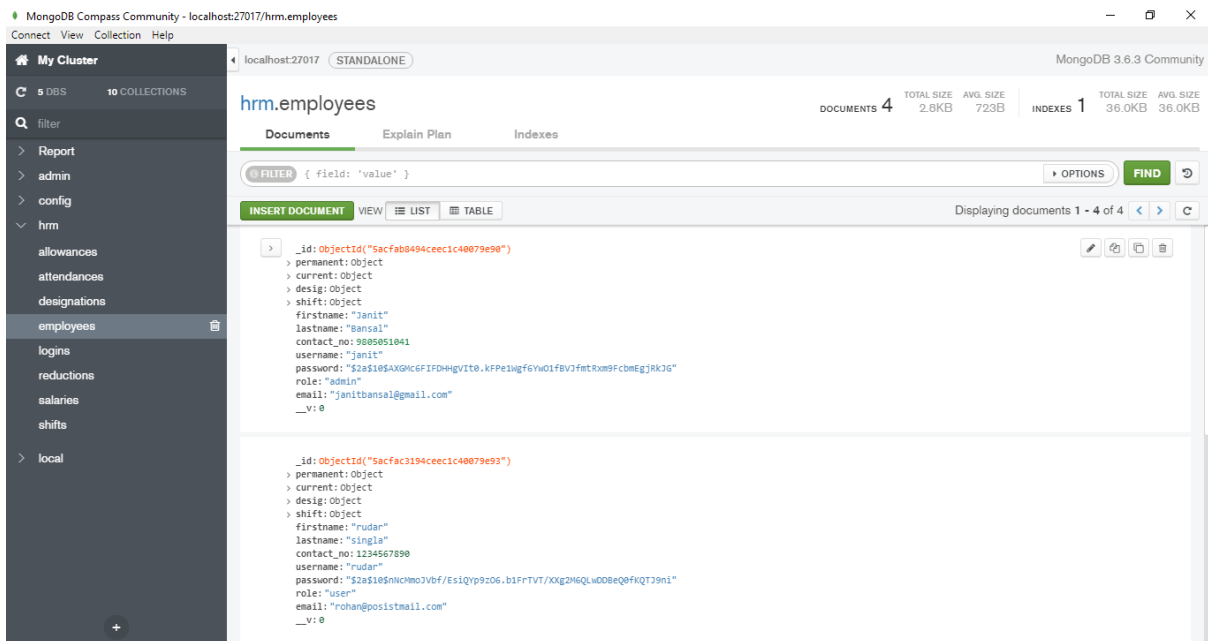 MongoDB Compass Community - localhost:27017/hrm.employees
Connect View Collection Help
My Cluster
localhost:27017 STANDALONE
MongoDB 3.6.3 Community
5 DBS 10 COLLECTIONS
filter
Report
admin
config
hrm
allowances
attendances
designations
employees
logins
reductions
salaries
shifts
local
hrm.employees
DOCUMENTS 4 TOTAL SIZE 2.8KB AVG. SIZE 723B INDEXES 1 TOTAL SIZE 36.0KB AVG. SIZE 36.0KB
Documents Explain Plan Indexes
FILTER { field: 'value' } OPTIONS FIND
INSERT DOCUMENT VIEW LIST TABLE Displaying documents 1 - 4 of 4
_id: ObjectId("5acfab8494ceec1c40079e90")
permanent: Object
current: Object
desig: Object
shift: Object
firstname: "Janit"
lastname: "Bansal"
contact_no: 9805051041
username: "janit"
password: "$2a$10$AXGMc6FIFDHHgVIt0.kFPe1Wgf6YwO1fBVJfmtRxm9FcbmEgjRkJG"
role: "admin"
email: "janitbansal@gmail.com"
__v: 0
_id: ObjectId("5acfac3194ceec1c40079e93")
permanent: Object
current: Object
desig: Object
shift: Object
firstname: "rudar"
lastname: "singla"
contact_no: 1234567890
username: "rudar"
password: "$2a$10$nNcMmoJVbf/EsiQYp9zO6.b1FrTVT/XXg2M6QLwDDBeQ0fKQTJ9ni"
role: "user"
email: "rohan@posistmail.com"
__v: 0